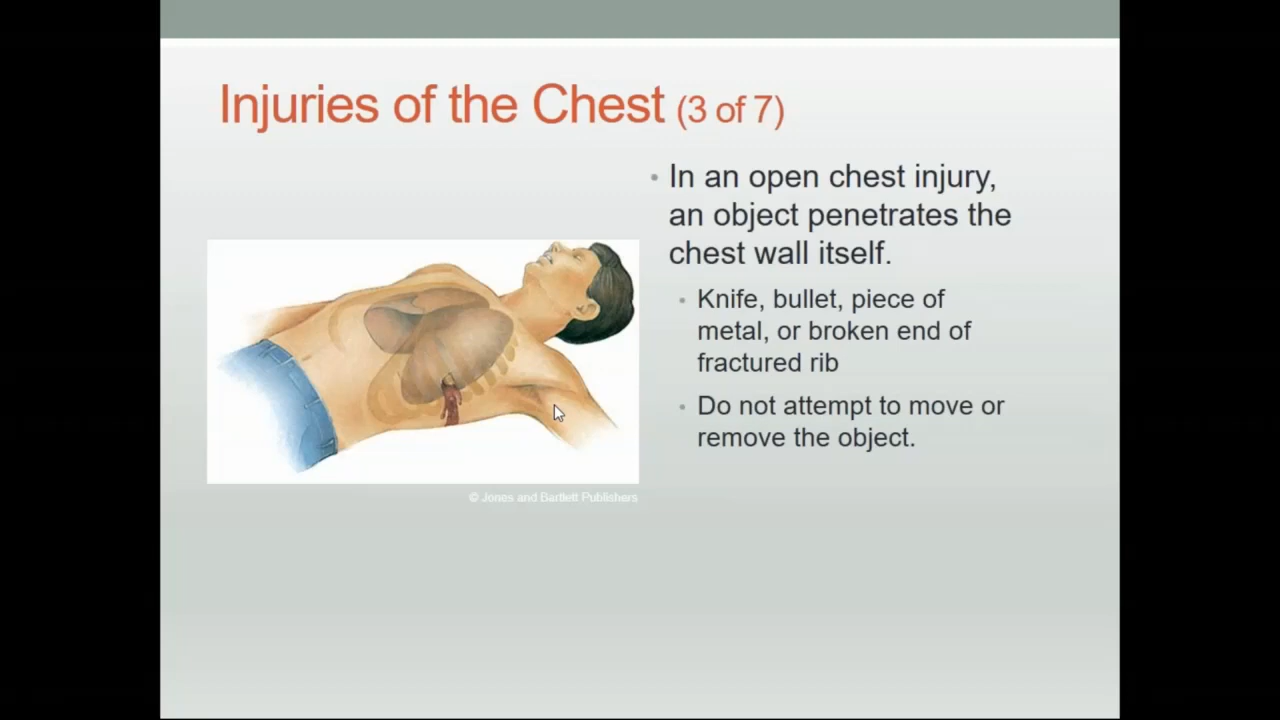 Injuries of the Chest (3 of 7)
• In an open chest injury,
an object penetrates the
chest wall itself.
• Knife, bullet, piece of
metal, or broken end of
fractured rib
• Do not attempt to move or
remove the object.
© Jones and Bartlett Publishers